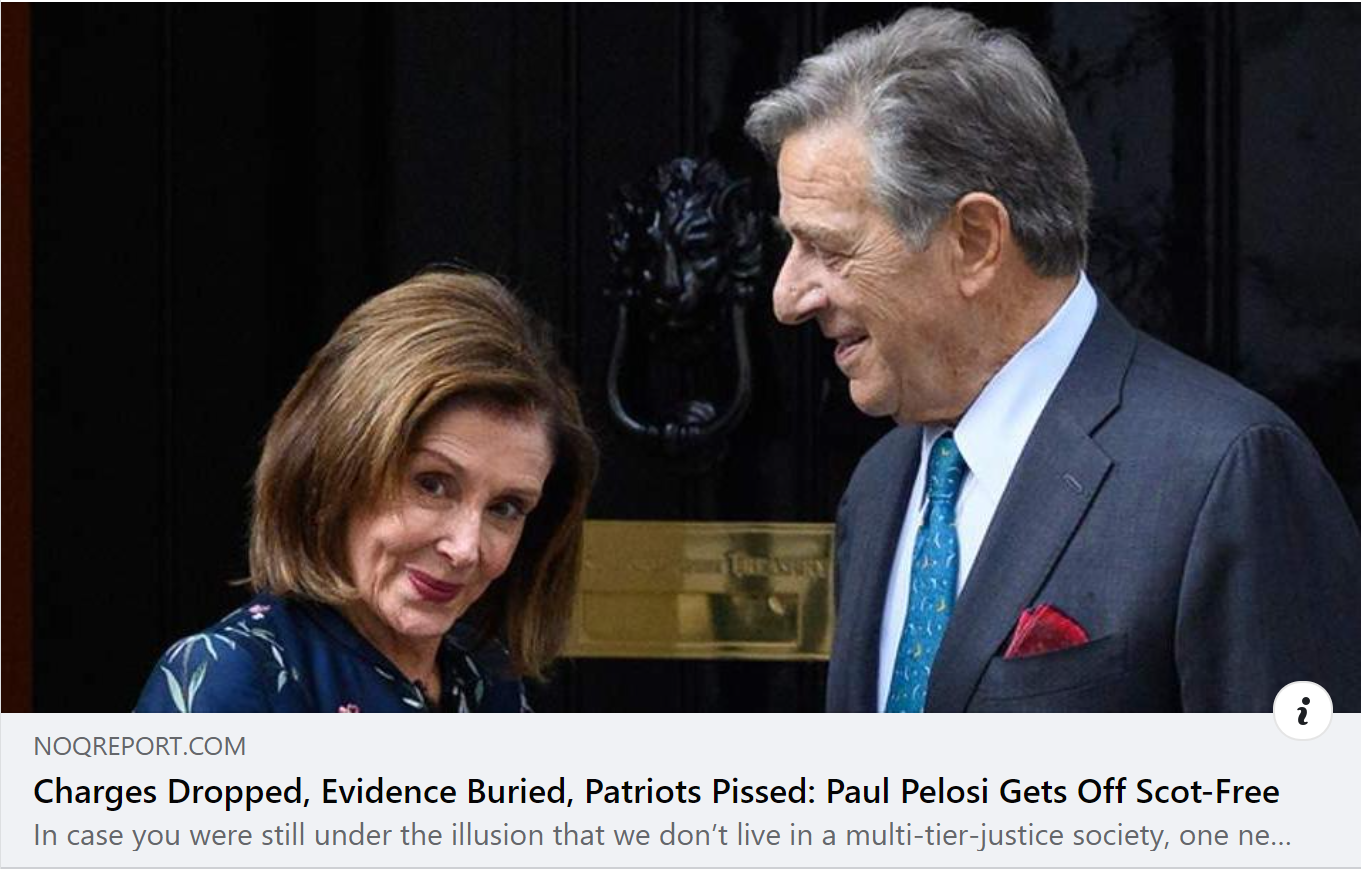 TREASURY
NOQREPORT.COM
Charges Dropped, Evidence Buried, Patriots Pissed: Paul Pelosi Gets Off Scot-Free
In case you were still under the illusion that we don’t live in a multi-tier-justice society, one ne...